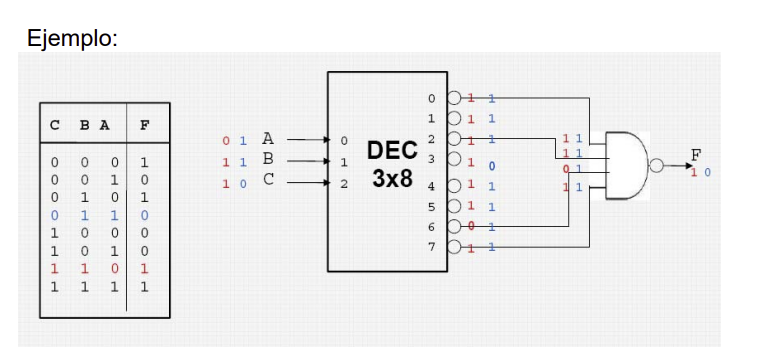 Ejemplo:
C B A F
0 0 0 1
0 0 1 0
0 1 0 1
0 1 1 0
1 0 0 0
1 0 1 0
1 1 0 1
1 1 1 1
0 1 A
1 1 B
1 0 C
0
1
2
DEC
3x8
0 1 1
1 1 1
2 1 1
3 1 0
4 1 1
5 1 1
6 0 1
7 1 1
1 1
1 1
0 1
1 1
F
1 0